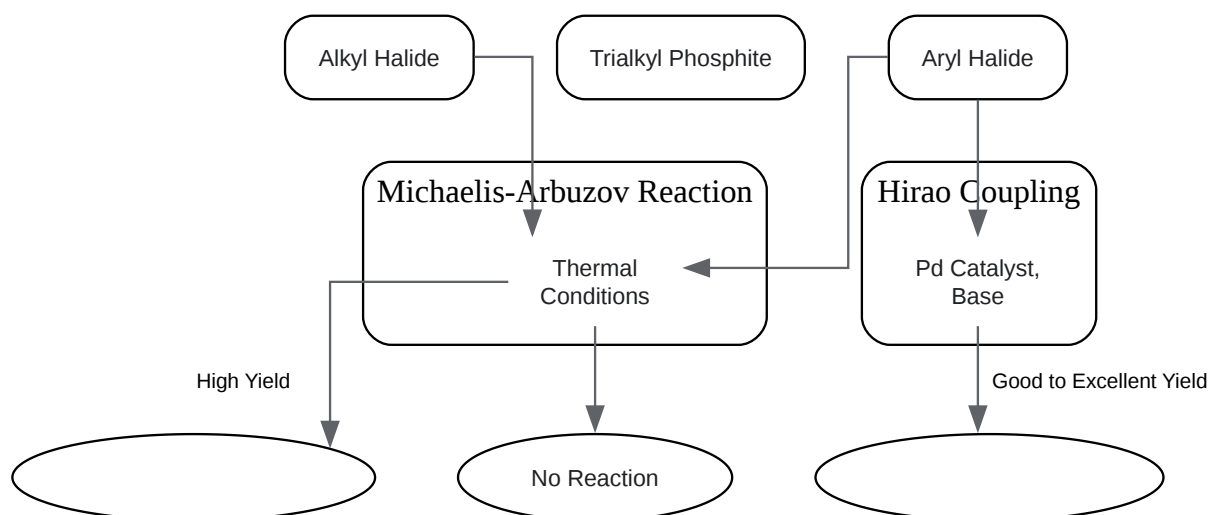 Alkyl Halide
Trialkyl Phosphite
Aryl Halide
Michaelis-Arbuzov Reaction
Hirao Coupling
Thermal
Conditions
Pd Catalyst,
Base
High Yield
Good to Excellent Yield
No Reaction